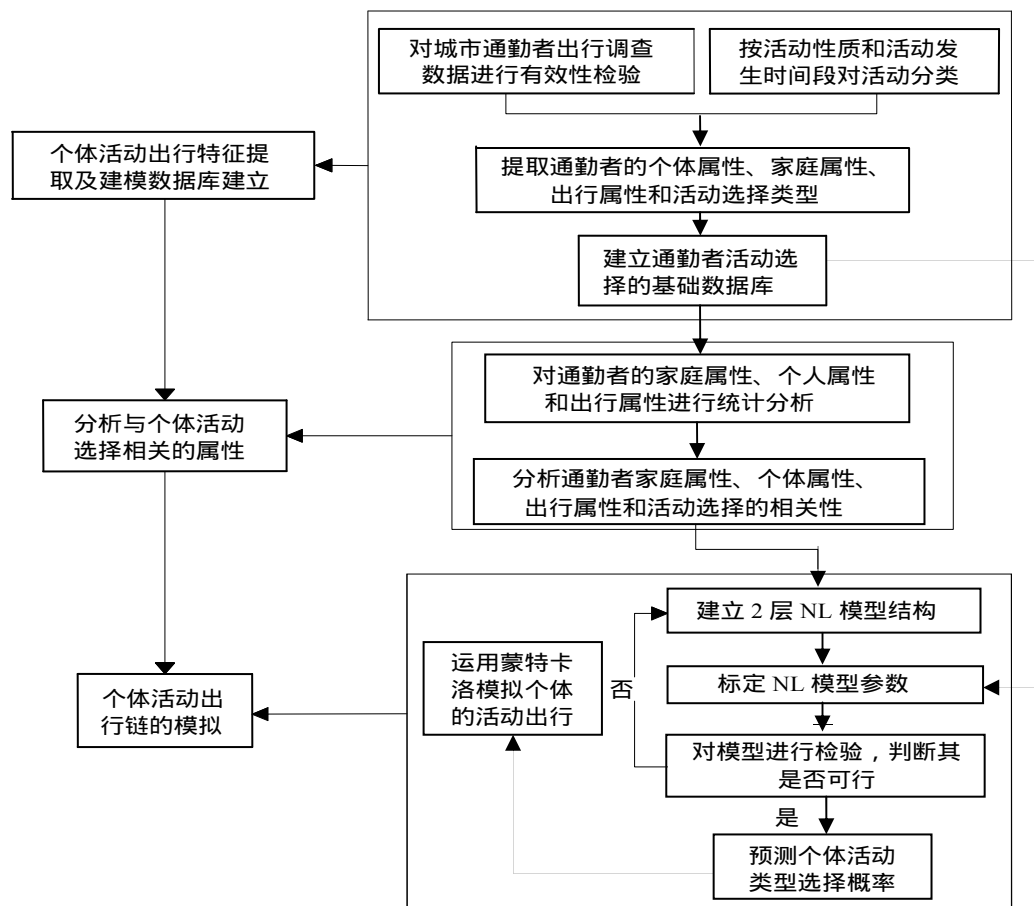 对城市通勤者出行调查
数据进行有效性检验
按活动性质和活动发
生时间段对活动分类
个体活动出行特征提
取及建模数据库建立
提取通勤者的个体属性、家庭属性、
出行属性和活动选择类型
建立通勤者活动选
择的基础数据库
对通勤者的家庭属性、个人属性
和出行属性进行统计分析
分析与个体活动
选择相关的属性
分析通勤者家庭属性、个体属性、
出行属性和活动选择的相关性
建立 2 层 NL 模型结构
运用蒙特卡
洛模拟个体
的活动出行
否
标定 NL 模型参数
个体活动出
行链的模拟
对模型进行检验，判断其
是否可行
是
预测个体活动
类型选择概率